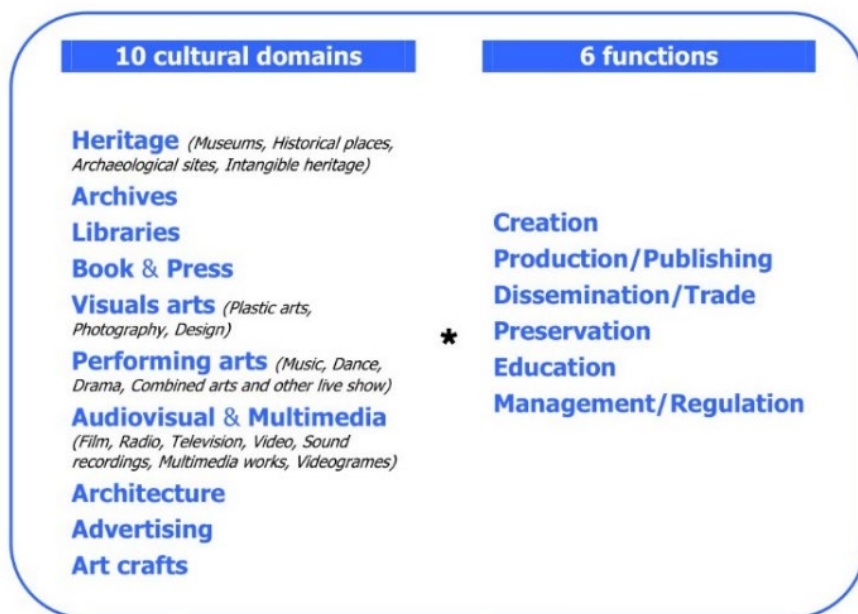 10 cultural domains
6 functions
Heritage (Museums, Historical places,
Archaeological sites, Intangible heritage)
Archives
Libraries
Book & Press
Visuals arts (Plastic arts,
Photography, Design)
Performing arts (Music, Dance,
Drama, Combined arts and other live show)
Audiovisual & Multimedia
(Film, Radio, Television, Video, Sound
recordings, Multimedia works, Videogrames)
Architecture
Advertising
Art crafts
*
Creation
Production/Publishing
Dissemination/Trade
Preservation
Education
Management/Regulation